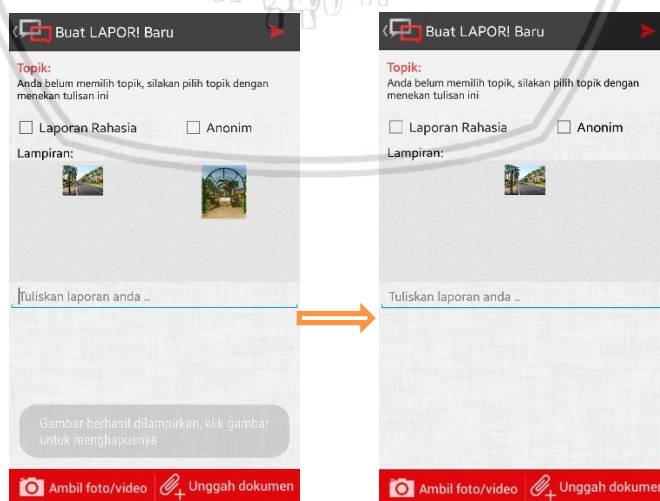 Buat LAPOR! Baru
Topik:
Anda belum memilih topik, silakan pilih topik dengan
menekan tulisan ini
Laporan Rahasia
Anonim
Lampiran:
Tuliskan laporan anda ..
Gambar berhasil dilampirkan, klik gambar
untuk menghapusnya
Ambil foto/video
Unggah dokumen
Buat LAPOR! Baru
Topik:
Anda belum memilih topik, silakan pilih topik dengan
menekan tulisan ini
Laporan Rahasia
Anonim
Lampiran:
Tuliskan laporan anda ..
Ambil foto/video
Unggah dokumen